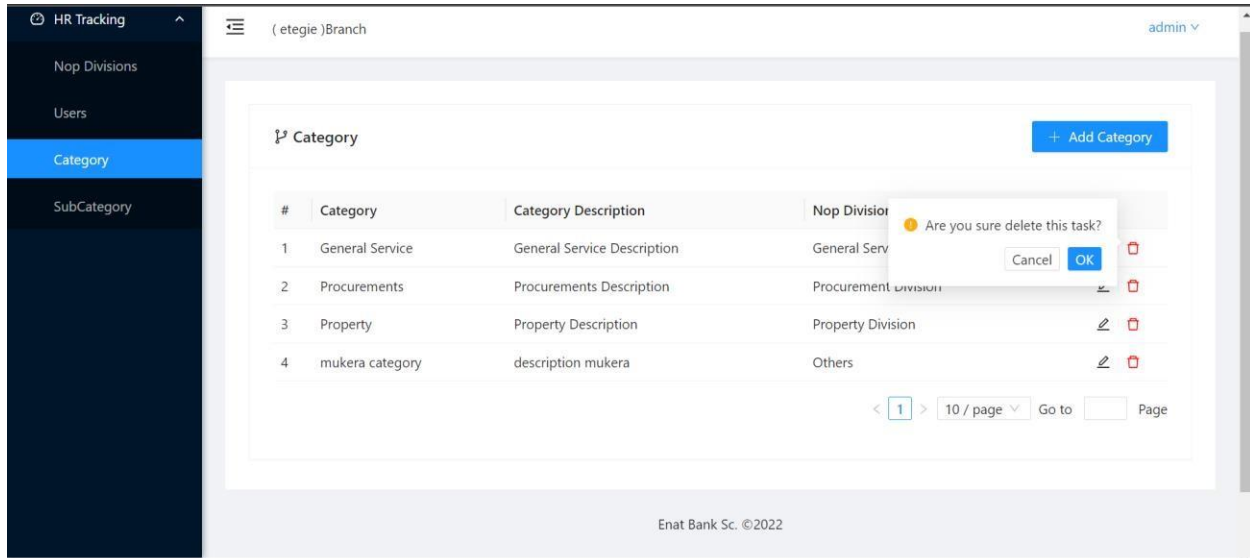 HR Tracking
( etegie )Branch
admin
Nop Divisions
Users
Category
SubCategory
Category
+ Add Category
# Category Category Description Nop Division
Are you sure delete this task?
Cancel OK
1 General Service General Service Description General Serv
2 Procurements Procurements Description Procurement Division
3 Property Property Description Property Division
4 mukera category description mukera Others
< 1 > 10 / page Go to Page
Enat Bank Sc. ©2022